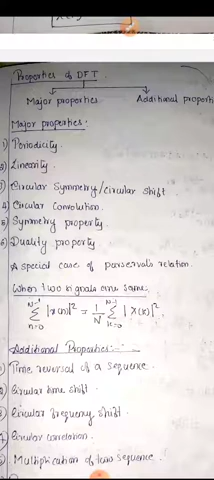 Properties of DFT
Major properties Additional properti
Major properties:
1) Periodicity
2) Linearity
3) Circular Symmetry/circular shift
4) Circular Convolution
5) Symmetry property
6) Duality property
A special case of parserval's relation.
When two signals are same.
N-1 ∑ n=0 |x(n)|² = 1/N N-1 ∑ k=0 |X(k)|²
Additional Properties:-
Time reversal of a sequence.
2) Circular time shift.
3) Circular frequency shift.
4) Circular correlation
5) Multiplication of two sequence.